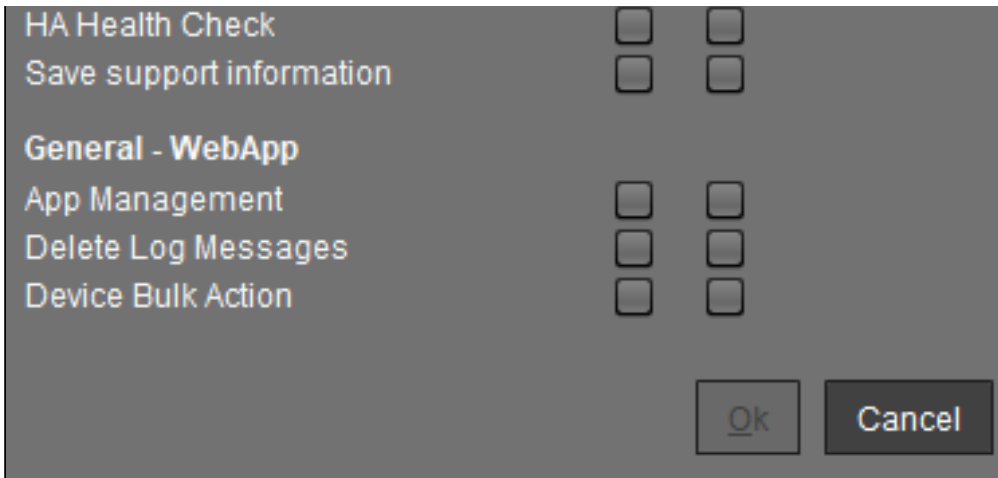 HA Health Check
Save support information
General - WebApp
App Management
Delete Log Messages
Device Bulk Action
Ok
Cancel